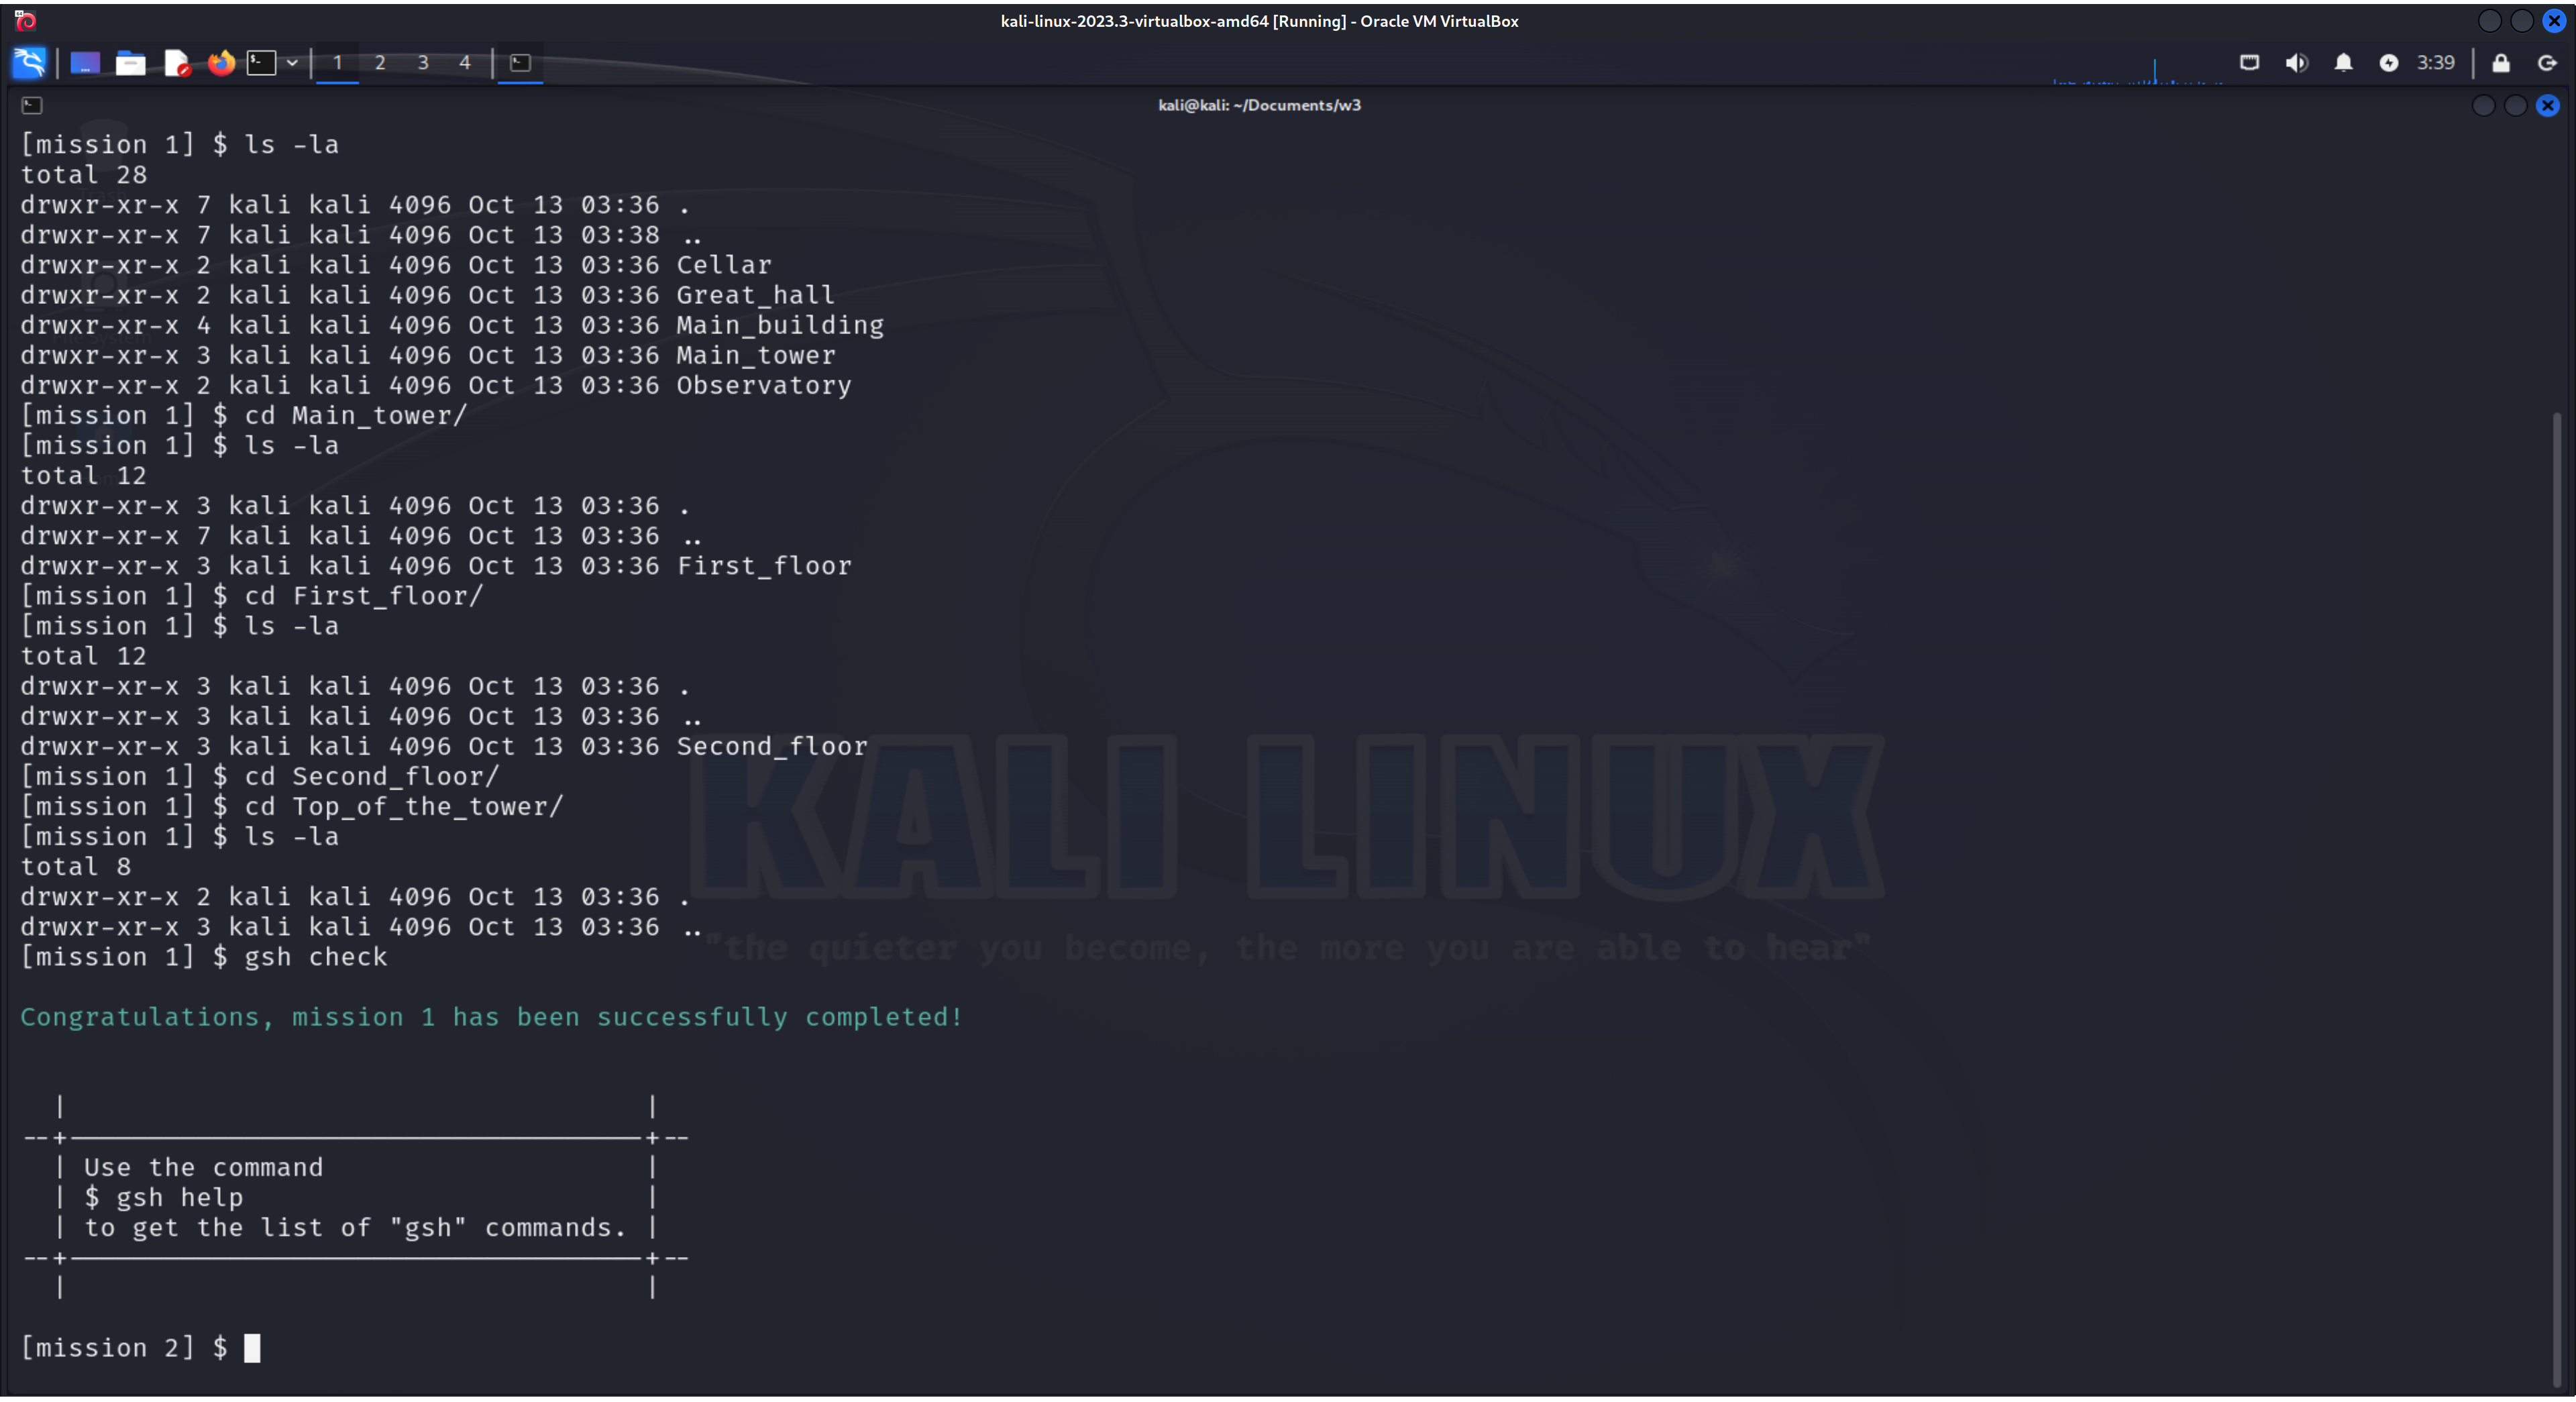 kali-linux-2023.3-virtualbox-amd64 [Running] - Oracle VM VirtualBox
1 2 3 4 3:39
kali@kali: ~/Documents/w3
[mission 1] $ ls -la
total 28
drwxr-xr-x 7 kali kali 4096 Oct 13 03:36 .
drwxr-xr-x 7 kali kali 4096 Oct 13 03:38 ..
drwxr-xr-x 2 kali kali 4096 Oct 13 03:36 Cellar
drwxr-xr-x 2 kali kali 4096 Oct 13 03:36 Great_hall
drwxr-xr-x 4 kali kali 4096 Oct 13 03:36 Main_building
drwxr-xr-x 3 kali kali 4096 Oct 13 03:36 Main_tower
drwxr-xr-x 2 kali kali 4096 Oct 13 03:36 Observatory
[mission 1] $ cd Main_tower/
[mission 1] $ ls -la
total 12
drwxr-xr-x 3 kali kali 4096 Oct 13 03:36 .
drwxr-xr-x 7 kali kali 4096 Oct 13 03:36 ..
drwxr-xr-x 3 kali kali 4096 Oct 13 03:36 First_floor
[mission 1] $ cd First_floor/
[mission 1] $ ls -la
total 12
drwxr-xr-x 3 kali kali 4096 Oct 13 03:36 .
drwxr-xr-x 3 kali kali 4096 Oct 13 03:36 ..
drwxr-xr-x 3 kali kali 4096 Oct 13 03:36 Second_floor
[mission 1] $ cd Second_floor/
[mission 1] $ cd Top_of_the_tower/
[mission 1] $ ls -la
total 8
drwxr-xr-x 2 kali kali 4096 Oct 13 03:36 .
drwxr-xr-x 3 kali kali 4096 Oct 13 03:36 ..
[mission 1] $ gsh check
KALI LINUX
"the quieter you become, the more you are able to hear"
Congratulations, mission 1 has been successfully completed!
| Use the command |
| $ gsh help |
| to get the list of "gsh" commands. |
[mission 2] $